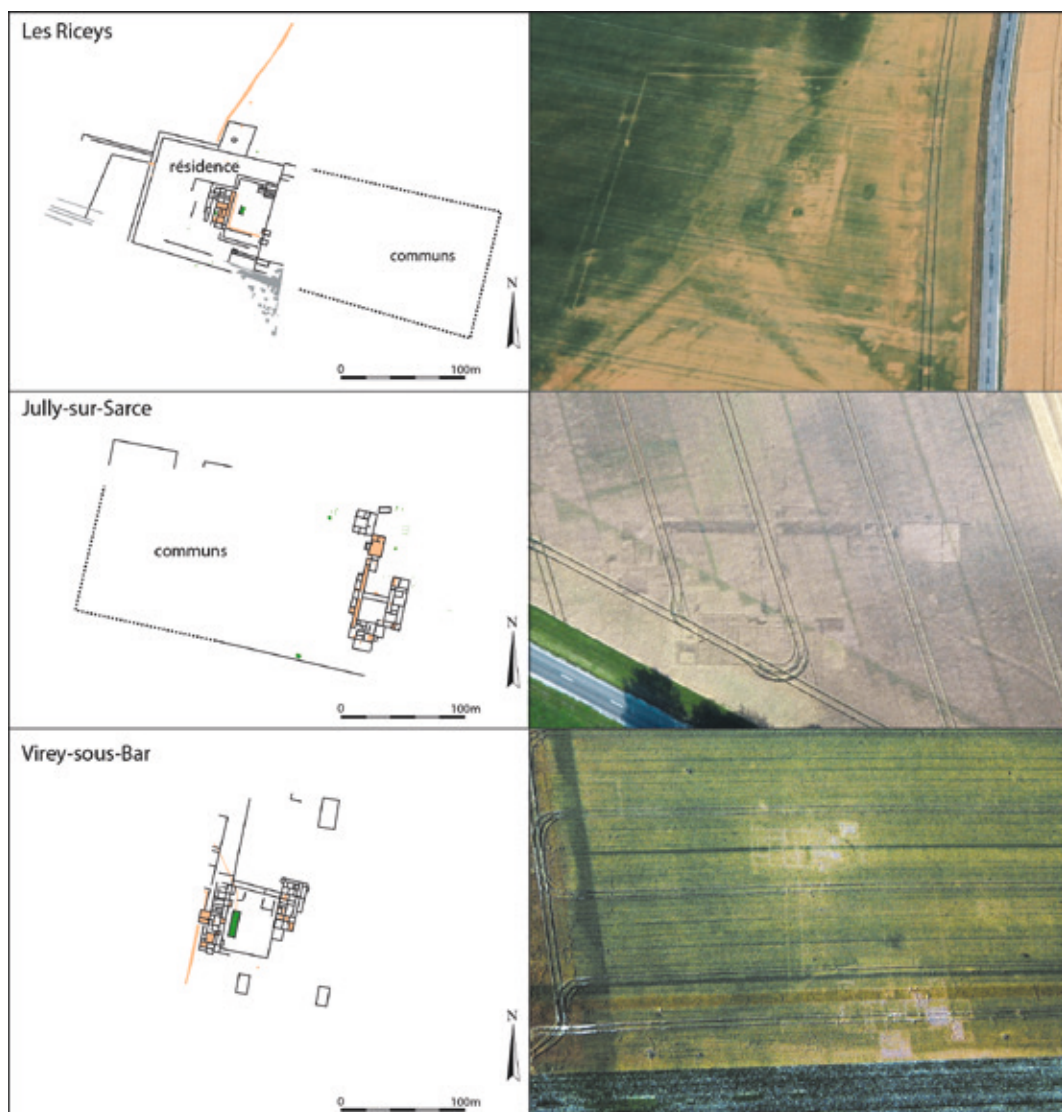 Les Riceys
résidence
communs
N
0 100m
Jully-sur-Sarce
communs
N
0 100m
Virey-sous-Bar
N
0 100m